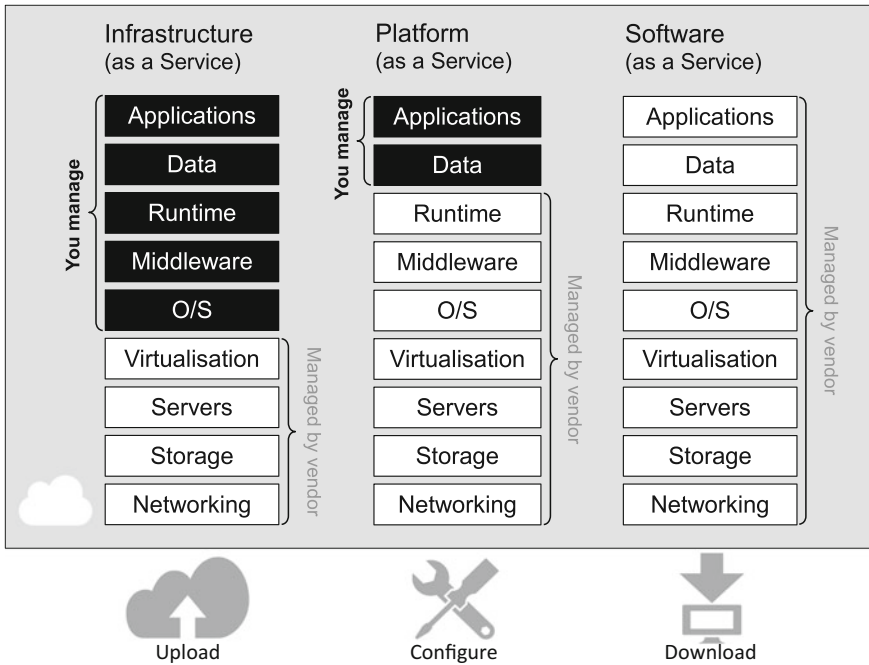 Infrastructure
(as a Service)
You manage
Applications
Data
Runtime
Middleware
O/S
Virtualisation
Servers
Storage
Networking
Managed by vendor
Upload
Platform
(as a Service)
You manage
Applications
Data
Runtime
Middleware
O/S
Virtualisation
Servers
Storage
Networking
Managed by vendor
Configure
Software
(as a Service)
Applications
Data
Runtime
Middleware
O/S
Virtualisation
Servers
Storage
Networking
Managed by vendor
Download